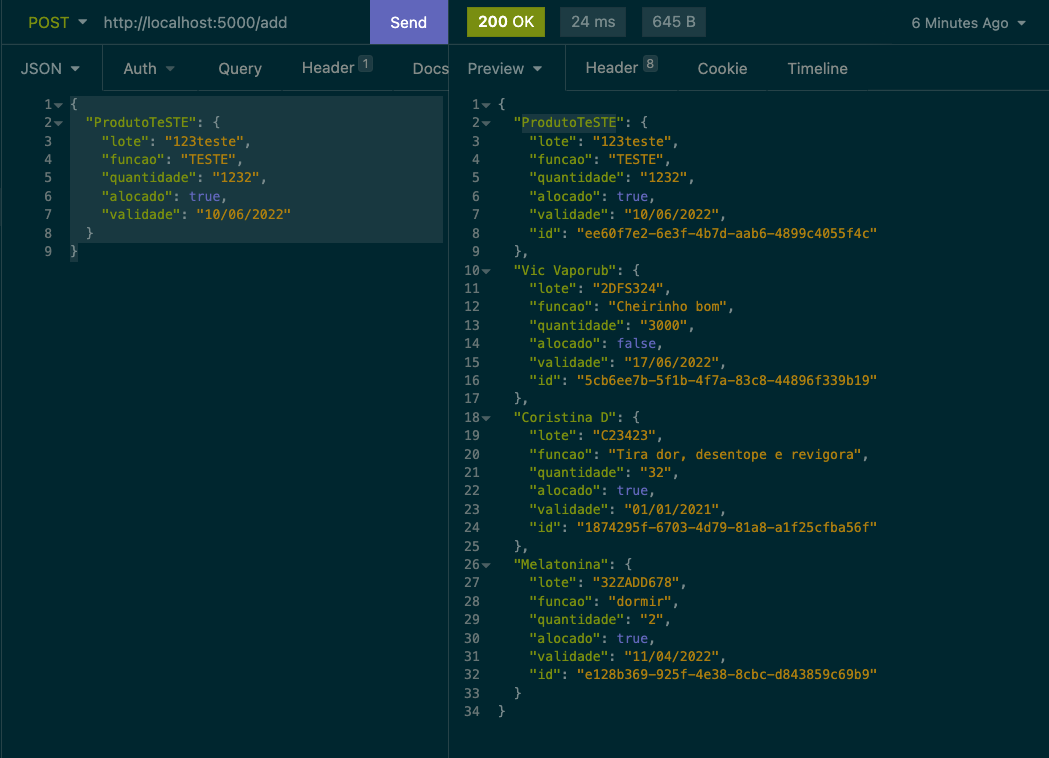 POST http://localhost:5000/add Send 200 OK 24 ms 645 B 6 Minutes Ago
JSON Auth Query Header 1 Docs Preview Header 8 Cookie Timeline
1 {
2 "ProdutoTeSTE": {
3 "lote": "123teste",
4 "funcao": "TESTE",
5 "quantidade": "1232",
6 "alocado": true,
7 "validade": "10/06/2022"
8 }
9 }
1 {
2 "ProdutoTeSTE": {
3 "lote": "123teste",
4 "funcao": "TESTE",
5 "quantidade": "1232",
6 "alocado": true,
7 "validade": "10/06/2022",
8 "id": "ee60f7e2-6e3f-4b7d-aab6-4899c4055f4c"
9 },
10 "Vic Vaporub": {
11 "lote": "2DFS324",
12 "funcao": "Cheirinho bom",
13 "quantidade": "3000",
14 "alocado": false,
15 "validade": "17/06/2022",
16 "id": "5cb6ee7b-5f1b-4f7a-83c8-44896f339b19"
17 },
18 "Coristina D": {
19 "lote": "C23423",
20 "funcao": "Tira dor, desentope e revigora",
21 "quantidade": "32",
22 "alocado": true,
23 "validade": "01/01/2021",
24 "id": "1874295f-6703-4d79-81a8-a1f25cfba56f"
25 },
26 "Melatonina": {
27 "lote": "32ZADD678",
28 "funcao": "dormir",
29 "quantidade": "2",
30 "alocado": true,
31 "validade": "11/04/2022",
32 "id": "e128b369-925f-4e38-8cbc-d843859c69b9"
33 }
34 }